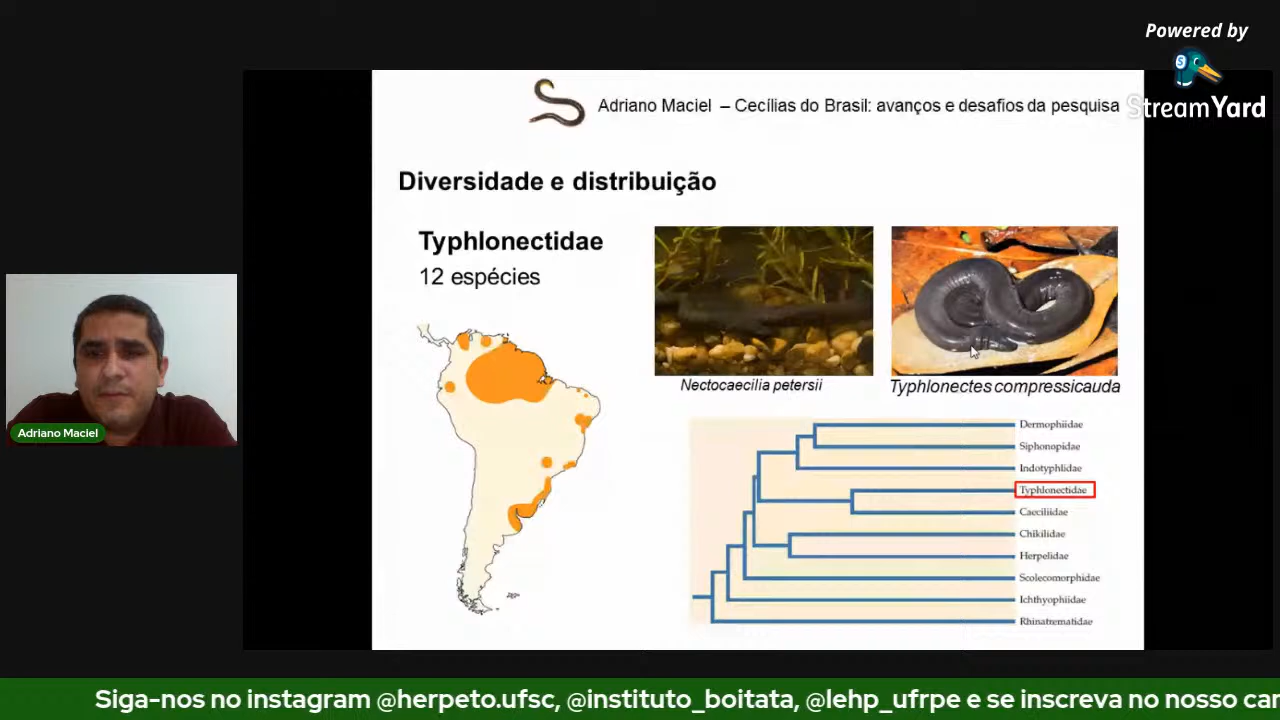 Powered by
StreamYard
Adriano Maciel – Cecílias do Brasil: avanços e desafios da pesquisa
Diversidade e distribuição
Typhlonectidae
12 espécies
Nectocaecilia petersii
Typhlonectes compressicauda
Dermophiidae
Siphonopidae
Indotyphlidae
Typhlonectidae
Caeciliidae
Chikilidae
Herpelidae
Scolecomorphidae
Ichthyophiidae
Rhinatrematidae
Adriano Maciel
Siga-nos no instagram @herpeto.ufsc, @instituto_boitata, @lehp_ufrpe e se inscreva no nosso can